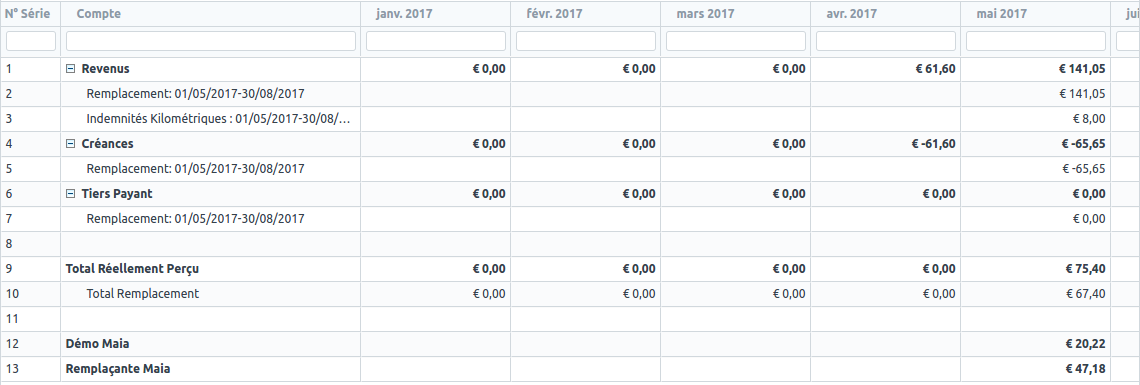 N° Série Compte janv. 2017 févr. 2017 mars 2017 avr. 2017 mai 2017 jui
1 Revenus € 0,00 € 0,00 € 0,00 € 61,60 € 141,05
2 Remplacement: 01/05/2017-30/08/2017 € 141,05
3 Indemnités Kilométriques : 01/05/2017-30/08/... € 8,00
4 Créances € 0,00 € 0,00 € 0,00 € -61,60 € -65,65
5 Remplacement: 01/05/2017-30/08/2017 € -65,65
6 Tiers Payant € 0,00 € 0,00 € 0,00 € 0,00 € 0,00
7 Remplacement: 01/05/2017-30/08/2017 € 0,00
8
9 Total Réellement Perçu € 0,00 € 0,00 € 0,00 € 0,00 € 75,40
10 Total Remplacement € 0,00 € 0,00 € 0,00 € 0,00 € 67,40
11
12 Démo Maia € 20,22
13 Remplaçante Maia € 47,18